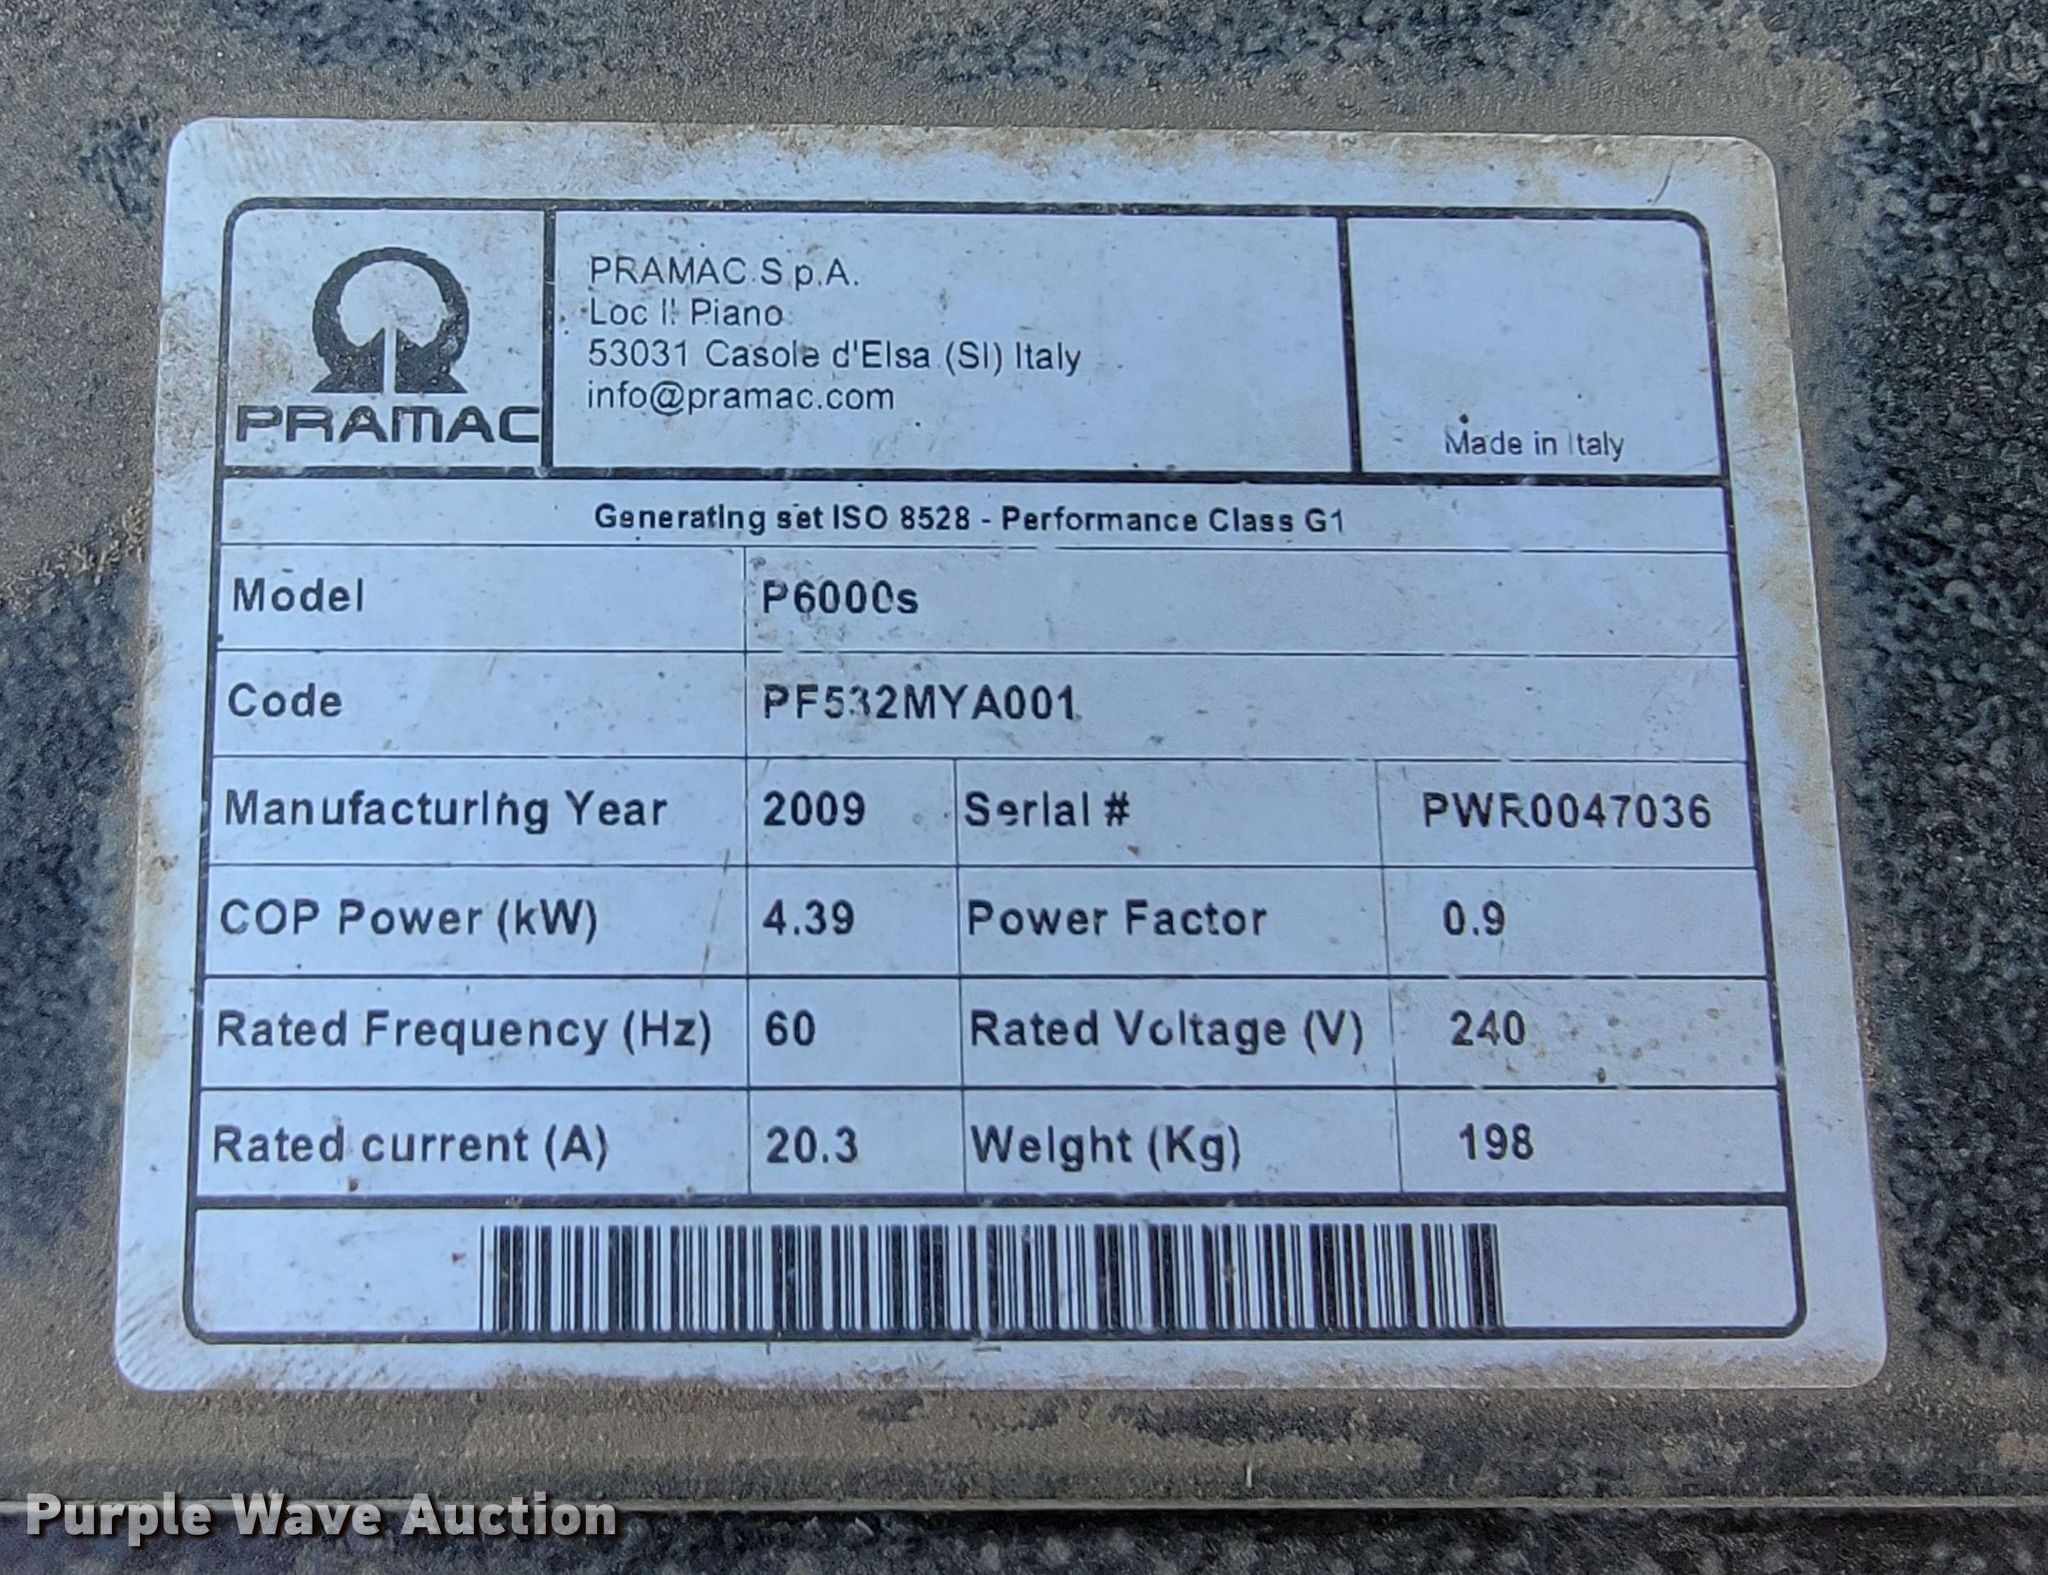 PRAMAC
PRAMAC S.p.A.
Loc Il Piano
53031 Casole d'Elsa (SI) Italy
info@pramac.com
Made in Italy
Generating set ISO 8528 - Performance Class G1
Model P6000s
Code PF532MYA001
Manufacturing Year 2009 Serial # PWR0047036
COP Power (kW) 4.39 Power Factor 0.9
Rated Frequency (Hz) 60 Rated Voltage (V) 240
Rated current (A) 20.3 Weight (Kg) 198
Purple Wave Auction